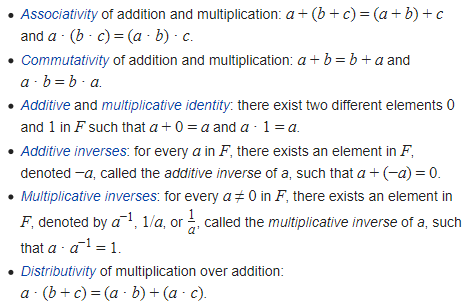 • Associativity of addition and multiplication: a + (b + c) = (a + b) + c
and a · (b · c) = (a · b) · c.
• Commutativity of addition and multiplication: a + b = b + a and
a · b = b · a.
• Additive and multiplicative identity: there exist two different elements 0
and 1 in F such that a + 0 = a and a · 1 = a.
• Additive inverses: for every a in F, there exists an element in F,
denoted −a, called the additive inverse of a, such that a + (−a) = 0.
• Multiplicative inverses: for every a ≠ 0 in F, there exists an element in
F, denoted by a⁻¹, 1/a, or 1/a, called the multiplicative inverse of a, such
that a · a⁻¹ = 1.
• Distributivity of multiplication over addition:
a · (b + c) = (a · b) + (a · c).